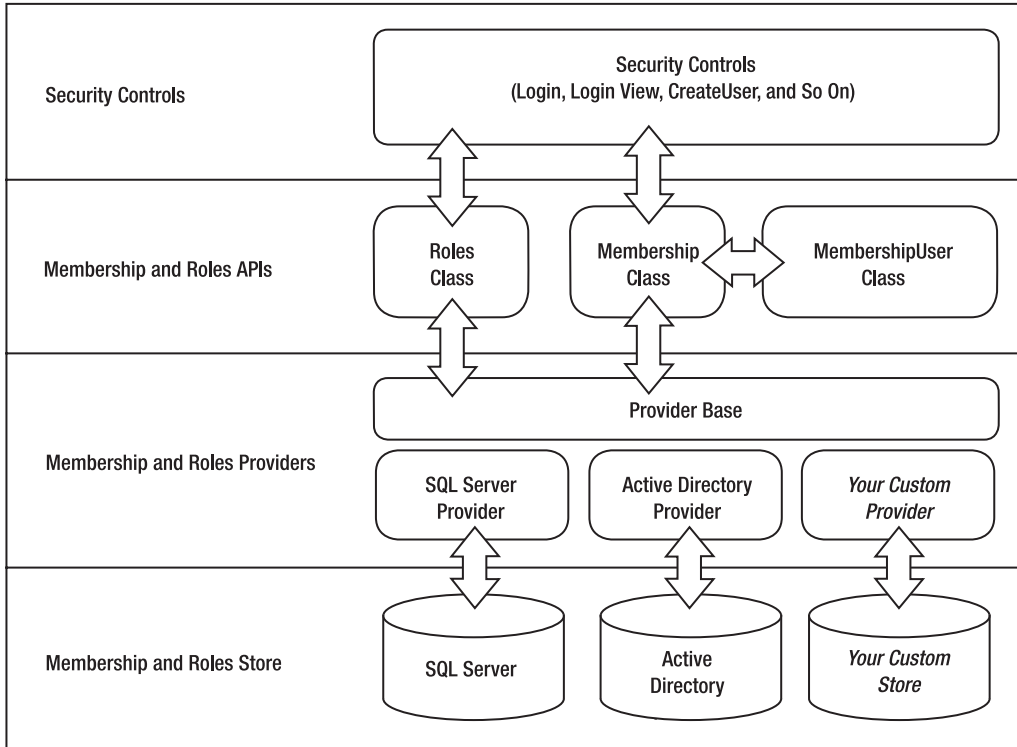 Security Controls
Security Controls
(Login, Login View, CreateUser, and So On)
Membership and Roles APIs
Roles
Class
Membership
Class
MembershipUser
Class
Membership and Roles Providers
Provider Base
SQL Server
Provider
Active Directory
Provider
Your Custom
Provider
Membership and Roles Store
SQL Server
Active
Directory
Your Custom
Store